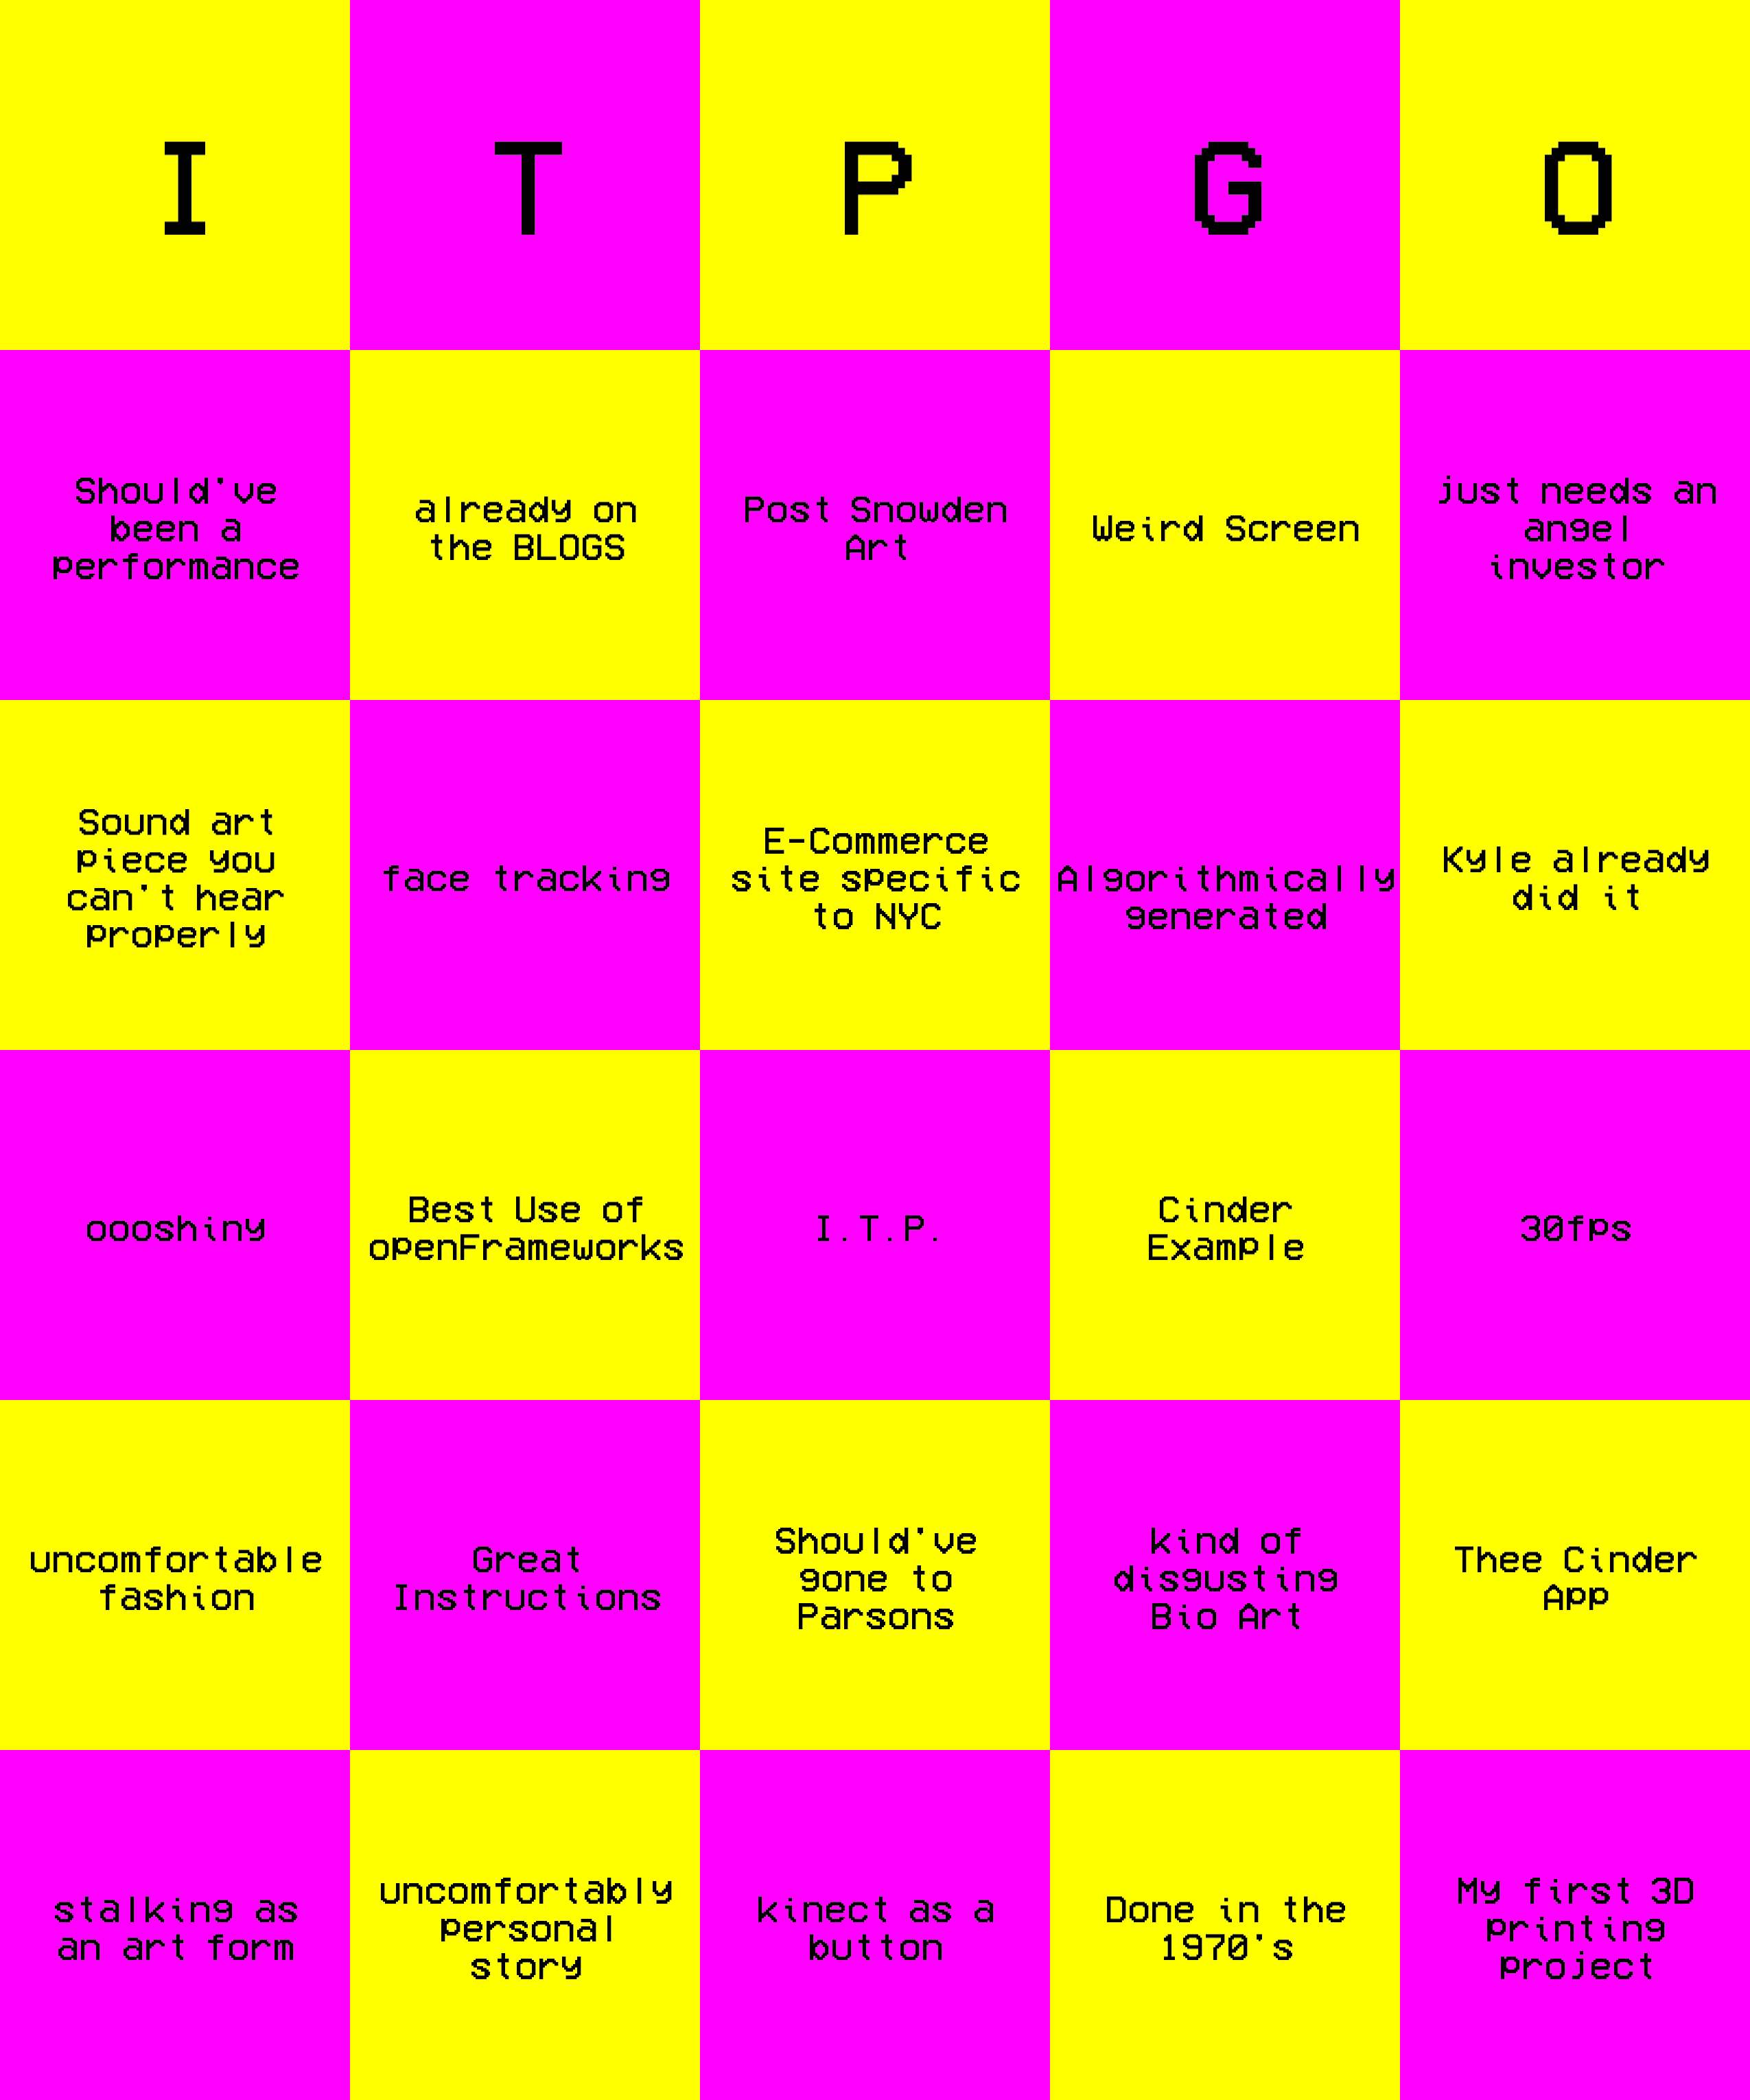 I T P G O
Should've
been a
performance
already on
the BLOGS
Post Snowden
Art
Weird Screen
just needs an
angel
investor
Sound art
piece you
can't hear
properly
face tracking
E-Commerce
site specific
to NYC
Algorithmically
generated
Kyle already
did it
oooshiny
Best Use of
openFrameworks
I.T.P.
Cinder
Example
30fps
uncomfortable
fashion
Great
Instructions
Should've
gone to
Parsons
kind of
disgusting
Bio Art
Thee Cinder
App
stalking as
an art form
uncomfortably
personal
story
kinect as a
button
Done in the
1970's
My first 3D
printing
project